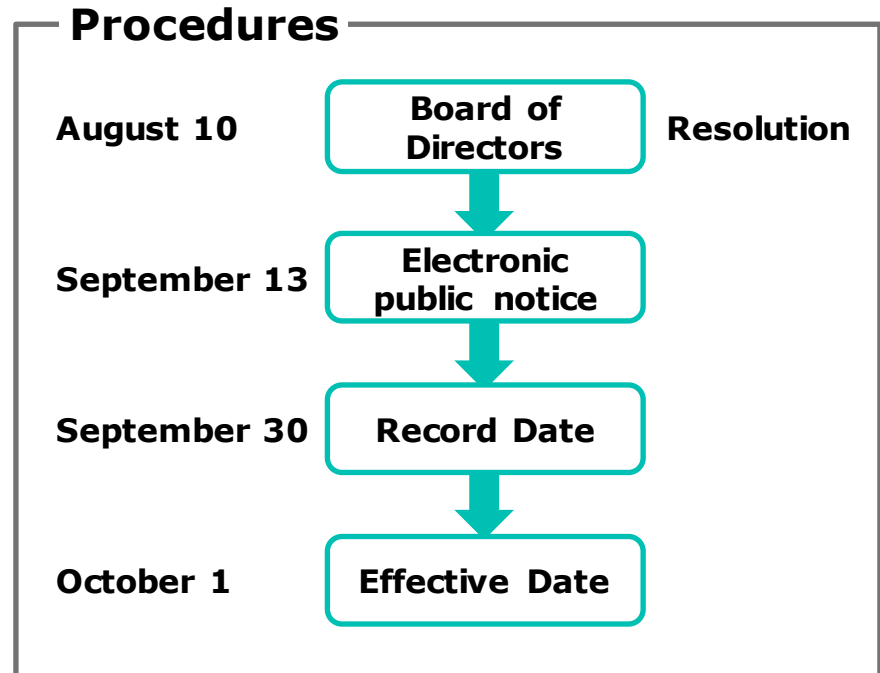 Procedures
August 10
Board of
Directors
Resolution
September 13
Electronic
public notice
September 30
Record Date
October 1
Effective Date